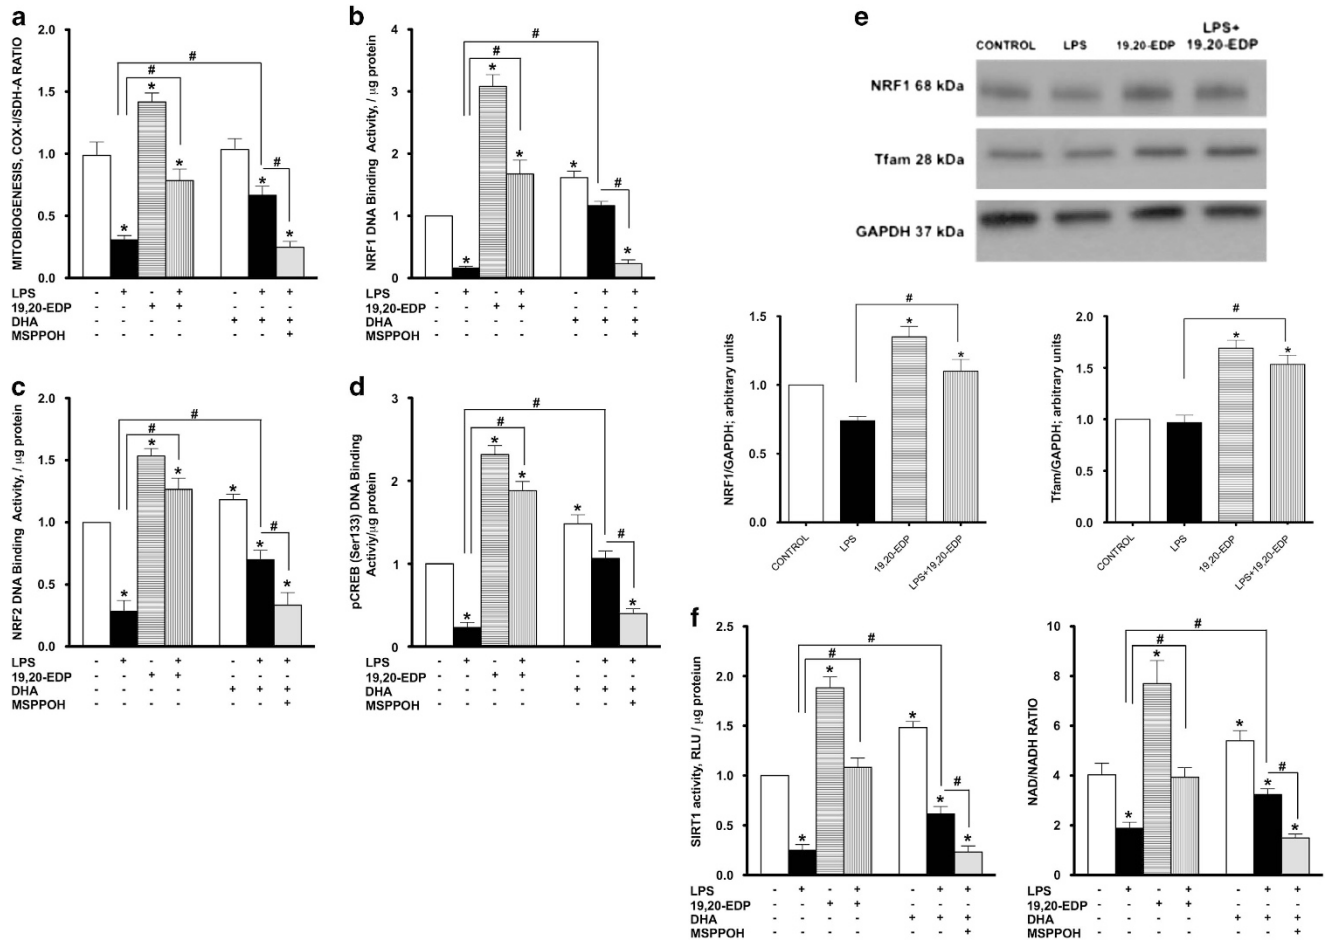 a
MITOBIOGENESIS, COX-I/SDH-A RATIO
2.0
1.5
1.0
0.5
0.0
#
#
#
* * * * *
LPS - + - + - + +
19,20-EDP - - + + - - -
DHA - - - - + + +
MSPPOH - - - - - - +
b
NRF1 DNA Binding Activity, / µg protein
4
3
2
1
0
#
#
#
* * * * *
LPS - + - + - + +
19,20-EDP - - + + - - -
DHA - - - - + + +
MSPPOH - - - - - - +
c
NRF2 DNA Binding Activity, / µg protein
2.0
1.5
1.0
0.5
0.0
#
#
#
* * * * * *
LPS - + - + - + +
19,20-EDP - - + + - - -
DHA - - - - + + +
MSPPOH - - - - - - +
d
pCREB (Ser133) DNA Binding
Activiy/µg protein
3
2
1
0
#
#
#
* * * * *
LPS - + - + - + +
19,20-EDP - - + + - - -
DHA - - - - + + +
MSPPOH - - - - - - +
e
CONTROL LPS 19,20-EDP LPS+
19,20-EDP
NRF1 68 kDa
Tfam 28 kDa
GAPDH 37 kDa
NRF1/GAPDH; arbitrary units
1.5
1.0
0.5
0.0
#
* *
CONTROL LPS 19,20-EDP LPS+19,20-EDP
Tfam/GAPDH; arbitrary units
2.0
1.5
1.0
0.5
0.0
#
* *
CONTROL LPS 19,20-EDP LPS+19,20-EDP
f
SIRT1 activity, RLU / µg proteiun
2.5
2.0
1.5
1.0
0.5
0.0
#
#
#
* * * * *
LPS - + - + - + +
19,20-EDP - - + + - - -
DHA - - - - + + +
MSPPOH - - - - - - +
NAD/NADH RATIO
10
8
6
4
2
0
#
#
#
* * * * *
LPS - + - + - + +
19,20-EDP - - + + - - -
DHA - - - - + + +
MSPPOH - - - - - - +